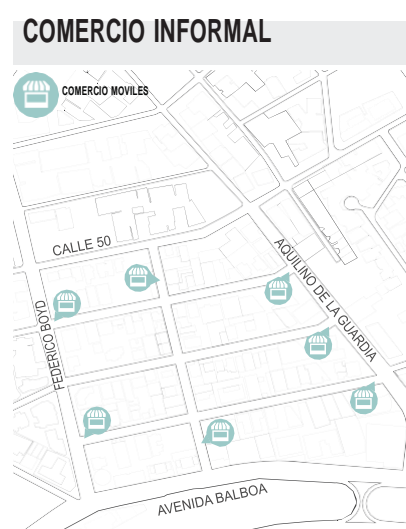 COMERCIO INFORMAL
COMERCIO MOVILES
CALLE 50
AQUILINO DE LA GUARDIA
FEDERICO BOYD
AVENIDA BALBOA